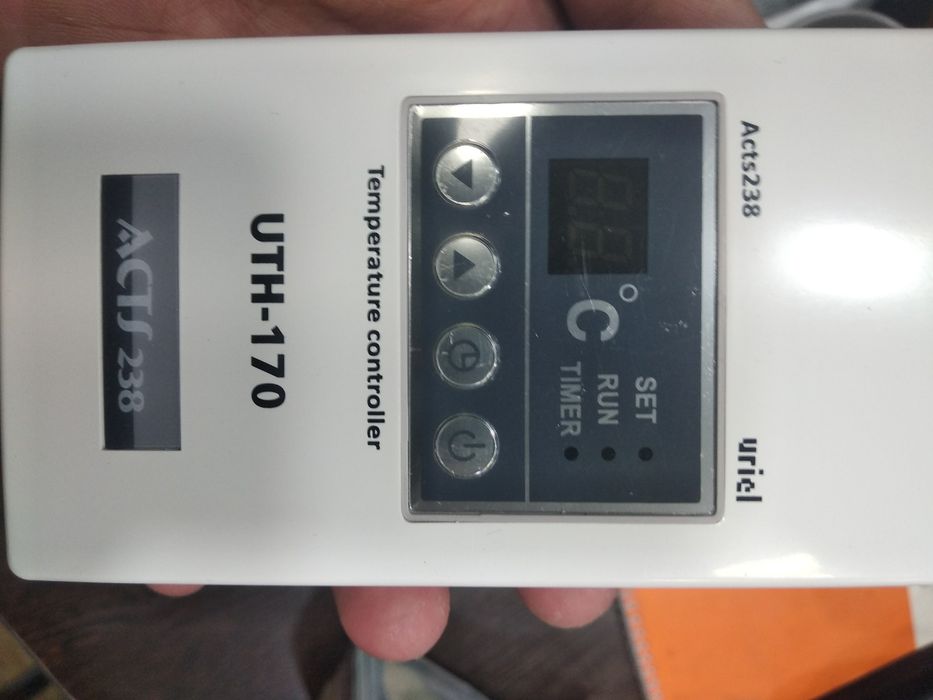 Acts238 uriel
SET
RUN
°C TIMER
Temperature controller
UTH-170
ACTS 238